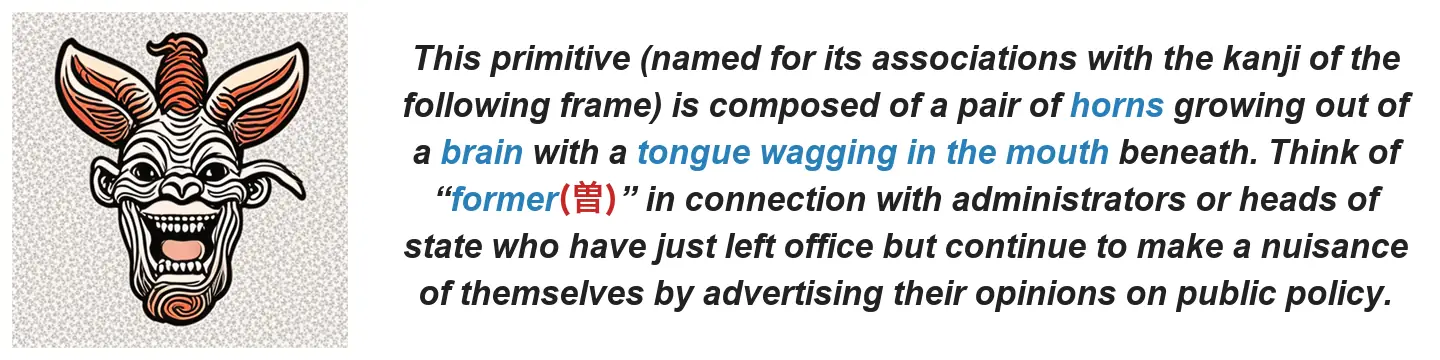 This primitive (named for its associations with the kanji of the
following frame) is composed of a pair of horns growing out of
a brain with a tongue wagging in the mouth beneath. Think of
“former(曽)” in connection with administrators or heads of
state who have just left office but continue to make a nuisance
of themselves by advertising their opinions on public policy.